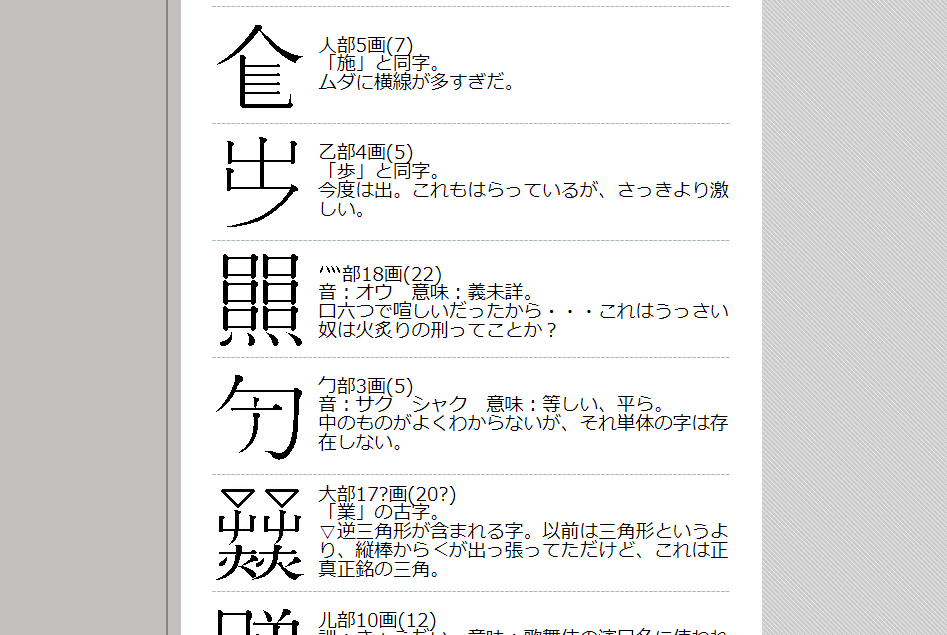 人部5画(7)
「施」と同字。
ムダに横線が多すぎだ。
乙部4画(5)
「歩」と同字。
今度は出。これもはらっているが、さっきより激
しい。
灬部18画(22)
音：オウ　意味：義未詳。
口六つで喧しいだったから・・・これはうっさい
奴は火炙りの刑ってことか？
勹部3画(5)
音：サク　シャク　意味：等しい、平ら。
中のものがよくわからないが、それ単体の字は存
在しない。
大部17?画(20?)
「業」の古字。
▽逆三角形が含まれる字。以前は三角形というよ
り、縦棒から＜が出っ張ってただけど、これは正
真正銘の三角。
儿部10画(12)